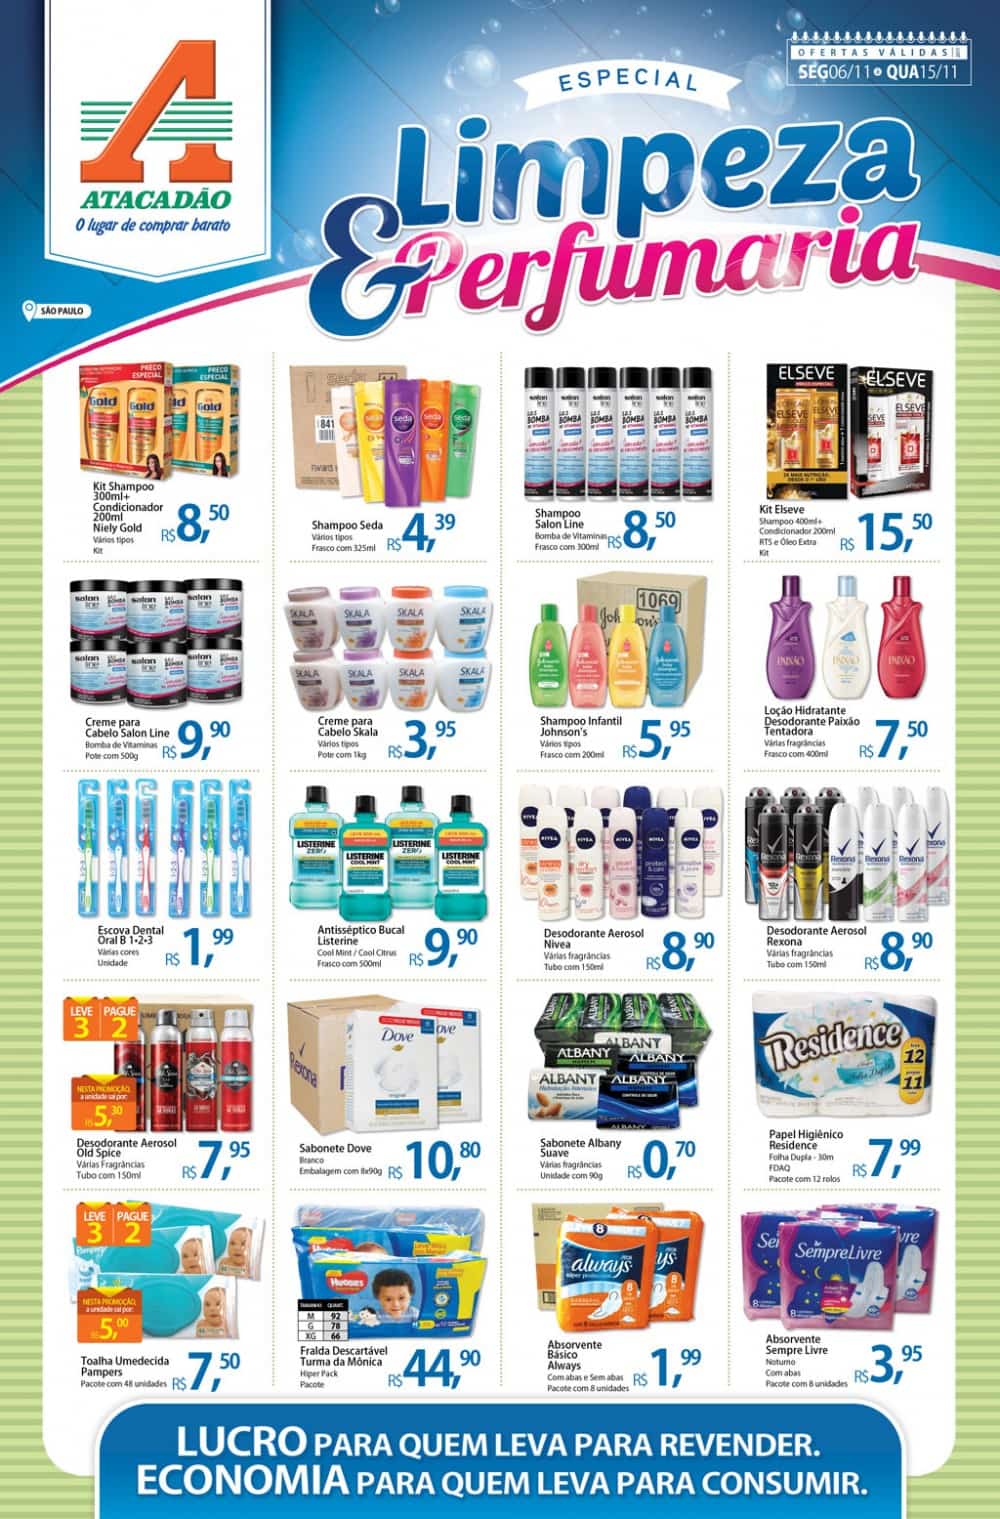 ATACADÃO
O lugar de comprar barato
SÃO PAULO
OFERTAS VÁLIDAS
SEG06/11 a QUA15/11
ESPECIAL
Limpeza
& Perfumaria
Kit Shampoo
300ml+
Condicionador
200ml
Niely Gold
Vários tipos
Kit
R$ 8,50
Shampoo Seda
Vários tipos
Frasco com 325ml
R$ 4,39
Shampoo
Salon Line
Bomba de Vitaminas
Frasco com 300ml
R$ 8,50
Kit Elseve
Shampoo 400ml+
Condicionador 200ml
RT5 e Óleo Extra
Kit
R$ 15,50
Creme para
Cabelo Salon Line
Bomba de Vitaminas
Pote com 500g
R$ 9,90
Creme para
Cabelo Skala
Vários tipos
Pote com 1kg
R$ 3,95
1069
Shampoo Infantil
Johnson's
Vários tipos
Frasco com 200ml
R$ 5,95
Loção Hidratante
Desodorante Paixão
Tentadora
Várias fragrâncias
Frasco com 400ml
R$ 7,50
Escova Dental
Oral B 1•2•3
Várias cores
Unidade
R$ 1,99
Antisséptico Bucal
Listerine
Cool Mint / Cool Citrus
Frasco com 500ml
R$ 9,90
Desodorante Aerosol
Nivea
Várias fragrâncias
Tubo com 150ml
R$ 8,90
Desodorante Aerosol
Rexona
Várias fragrâncias
Tubo com 150ml
R$ 8,90
LEVE 3 PAGUE 2
NESTA PROMOÇÃO,
a unidade sai por:
R$ 5,30
Desodorante Aerosol
Old Spice
Várias Fragrâncias
Tubo com 150ml
R$ 7,95
Sabonete Dove
Branco
Embalagem com 8x90g
R$ 10,80
Sabonete Albany
Suave
Várias fragrâncias
Unidade com 90g
R$ 0,70
Papel Higiênico
Residence
Folha Dupla - 30m
FDAQ
Pacote com 12 rolos
R$ 7,99
LEVE 3 PAGUE 2
NESTA PROMOÇÃO,
a unidade sai por:
R$ 5,00
Toalha Umedecida
Pampers
Pacote com 48 unidades
R$ 7,50
TAMANHO QUANT.
M 92
G 78
XG 66
Fralda Descartável
Turma da Mônica
Hiper Pack
Pacote
R$ 44,90
Absorvente
Básico
Always
Com abas e Sem abas
Pacote com 8 unidades
R$ 1,99
Absorvente
Sempre Livre
Noturno
Com abas
Pacote com 8 unidades
R$ 3,95
LUCRO PARA QUEM LEVA PARA REVENDER.
ECONOMIA PARA QUEM LEVA PARA CONSUMIR.